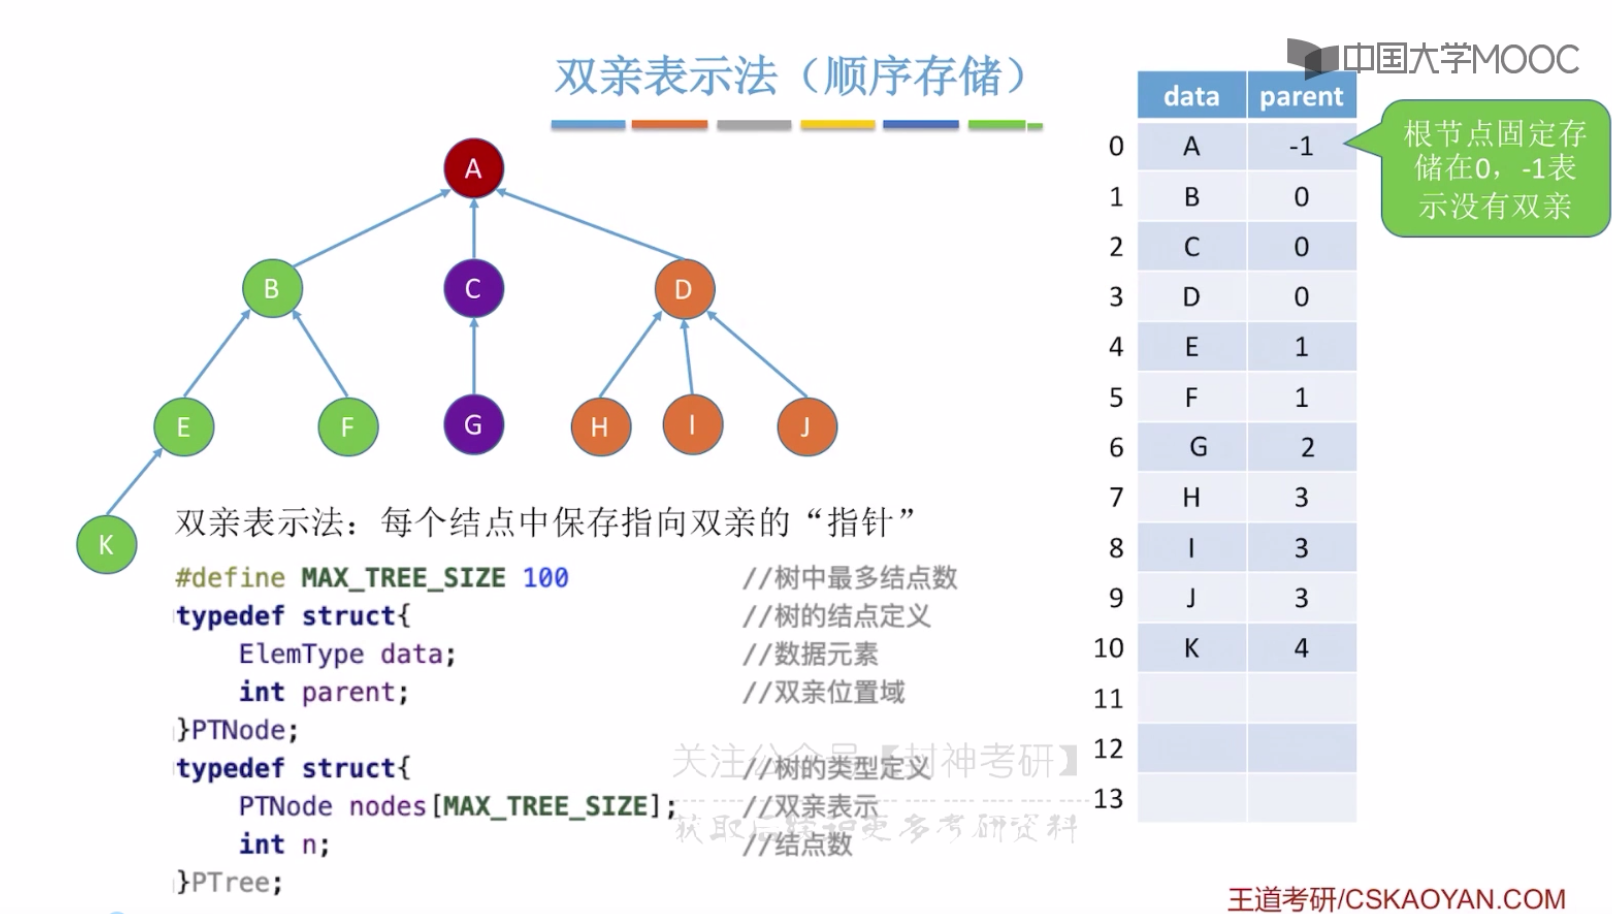 中国大学MOOC
双亲表示法（顺序存储）
data parent
0 A -1
1 B 0
2 C 0
3 D 0
4 E 1
5 F 1
6 G 2
7 H 3
8 I 3
9 J 3
10 K 4
11
12
13
根节点固定存
储在0，-1表
示没有双亲
A
B C D
E F G H I J
K
双亲表示法：每个结点中保存指向双亲的“指针”
#define MAX_TREE_SIZE 100 //树中最多结点数
typedef struct{ //树的结点定义
ElemType data; //数据元素
int parent; //双亲位置域
}PTNode;
关注公众号【封神考研】
typedef struct{ //树的类型定义
PTNode nodes[MAX_TREE_SIZE]; //双亲表示
获取后续和更多考研资料
int n; //结点数
}PTree;
王道考研/CSKAOYAN.COM